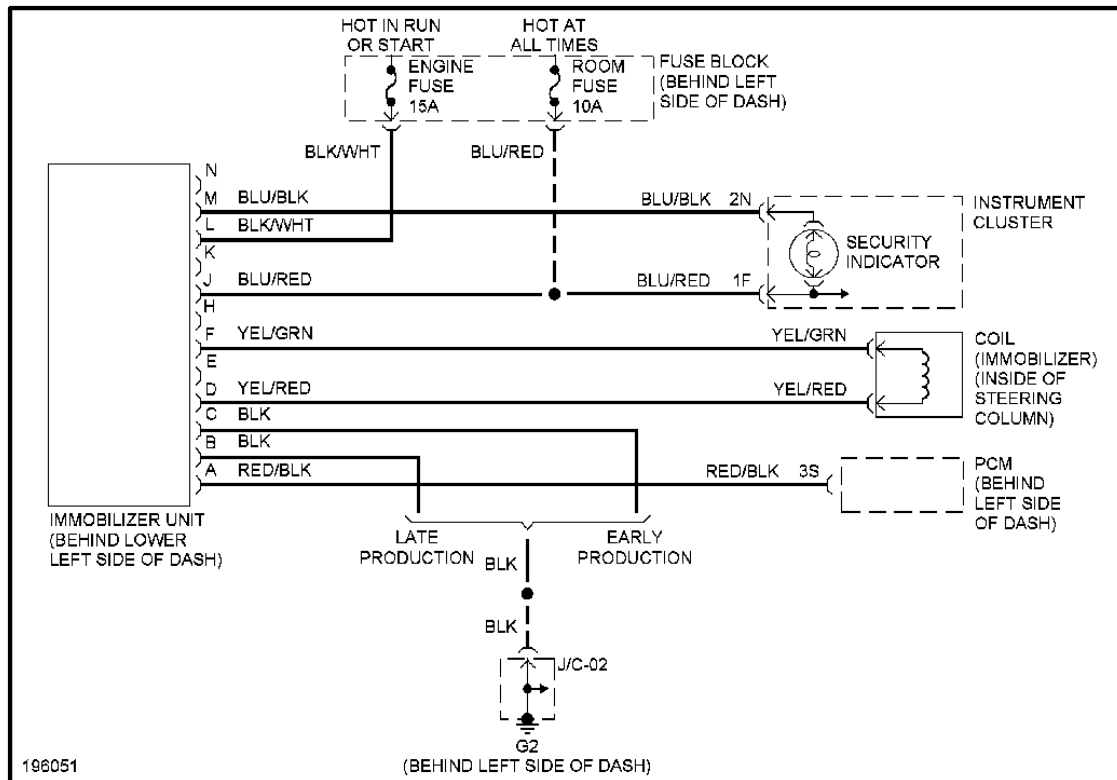 HOT IN RUN
OR START
HOT AT
ALL TIMES
ENGINE
FUSE
15A
ROOM
FUSE
10A
FUSE BLOCK
(BEHIND LEFT
SIDE OF DASH)
BLK/WHT
BLU/RED
N
M BLU/BLK
BLU/BLK 2N
L BLK/WHT
K
J BLU/RED
BLU/RED 1F
H
F YEL/GRN
YEL/GRN
E
D YEL/RED
YEL/RED
C BLK
B BLK
A RED/BLK
RED/BLK 3S
INSTRUMENT
CLUSTER
SECURITY
INDICATOR
COIL
(IMMOBILIZER)
(INSIDE OF
STEERING
COLUMN)
PCM
(BEHIND
LEFT SIDE
OF DASH)
IMMOBILIZER UNIT
(BEHIND LOWER
LEFT SIDE OF DASH)
LATE
PRODUCTION
EARLY
PRODUCTION
BLK
BLK
J/C-02
G2
(BEHIND LEFT SIDE OF DASH)
196051